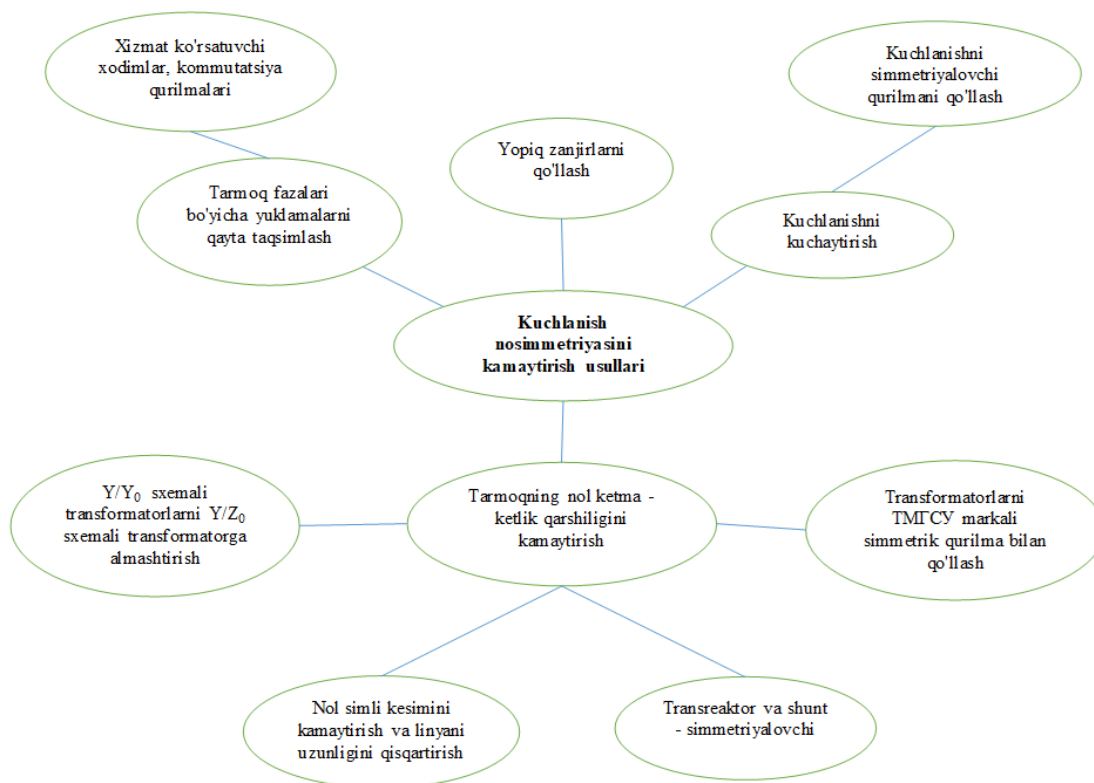 Xizmat ko'rsatuvchi
xodimlar, kommutatsiya
qurilmalari
Kuchlanishni
simmetriyalovchi
qurilmani qo'llash
Yopiq zanjirlarni
qo'llash
Tarmoq fazalari
bo'yicha yuklamalarni
qayta taqsimlash
Kuchlanishni
kuchaytirish
Kuchlanish
nosimmetriyasini
kamaytirish usullari
Y/Y₀ sxemali
transformatorlarni Y/Z₀
sxemali transformatorga
almashtirish
Tarmoqning nol ketma -
ketlik qarshiligini
kamaytirish
Transformatorlarni
ТМГСУ markali
simmetrik qurilma bilan
qo'llash
Nol simli kesimini
kamaytirish va linyani
uzunligini qisqartirish
Transreaktor va shunt
- simmetriyalovchi